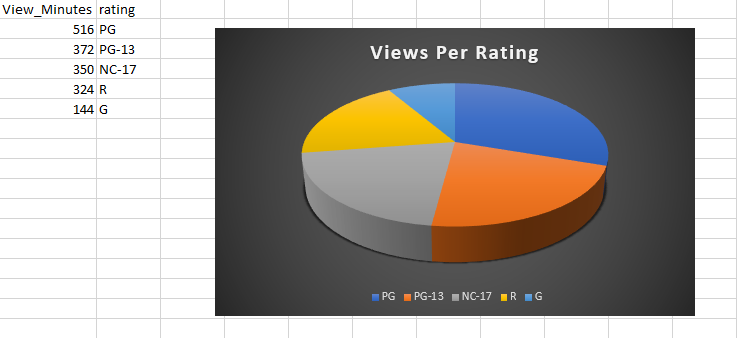 View_Minutes rating
516 PG
372 PG-13
350 NC-17
324 R
144 G
Views Per Rating
PG PG-13 NC-17 R G